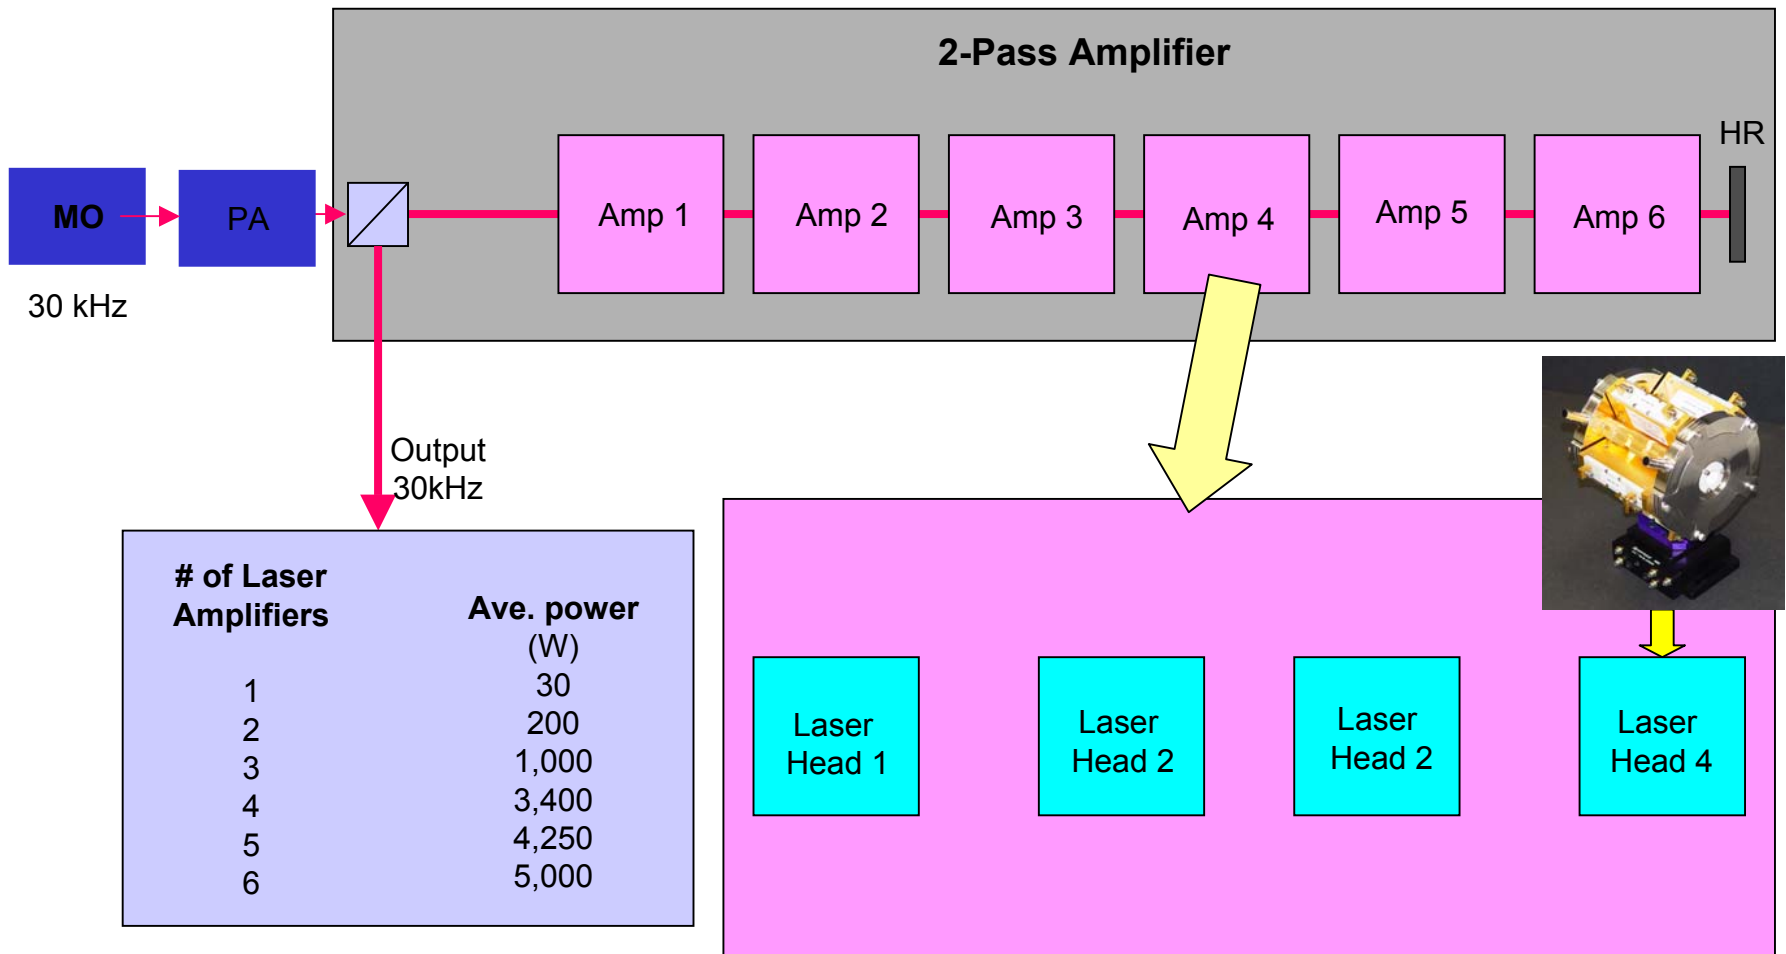 2-Pass Amplifier
HR
MO
PA
Amp 1
Amp 2
Amp 3
Amp 4
Amp 5
Amp 6
30 kHz
Output
30kHz
# of Laser
Amplifiers
Ave. power
(W)
1 30
2 200
3 1,000
4 3,400
5 4,250
6 5,000
Laser
Head 1
Laser
Head 2
Laser
Head 2
Laser
Head 4